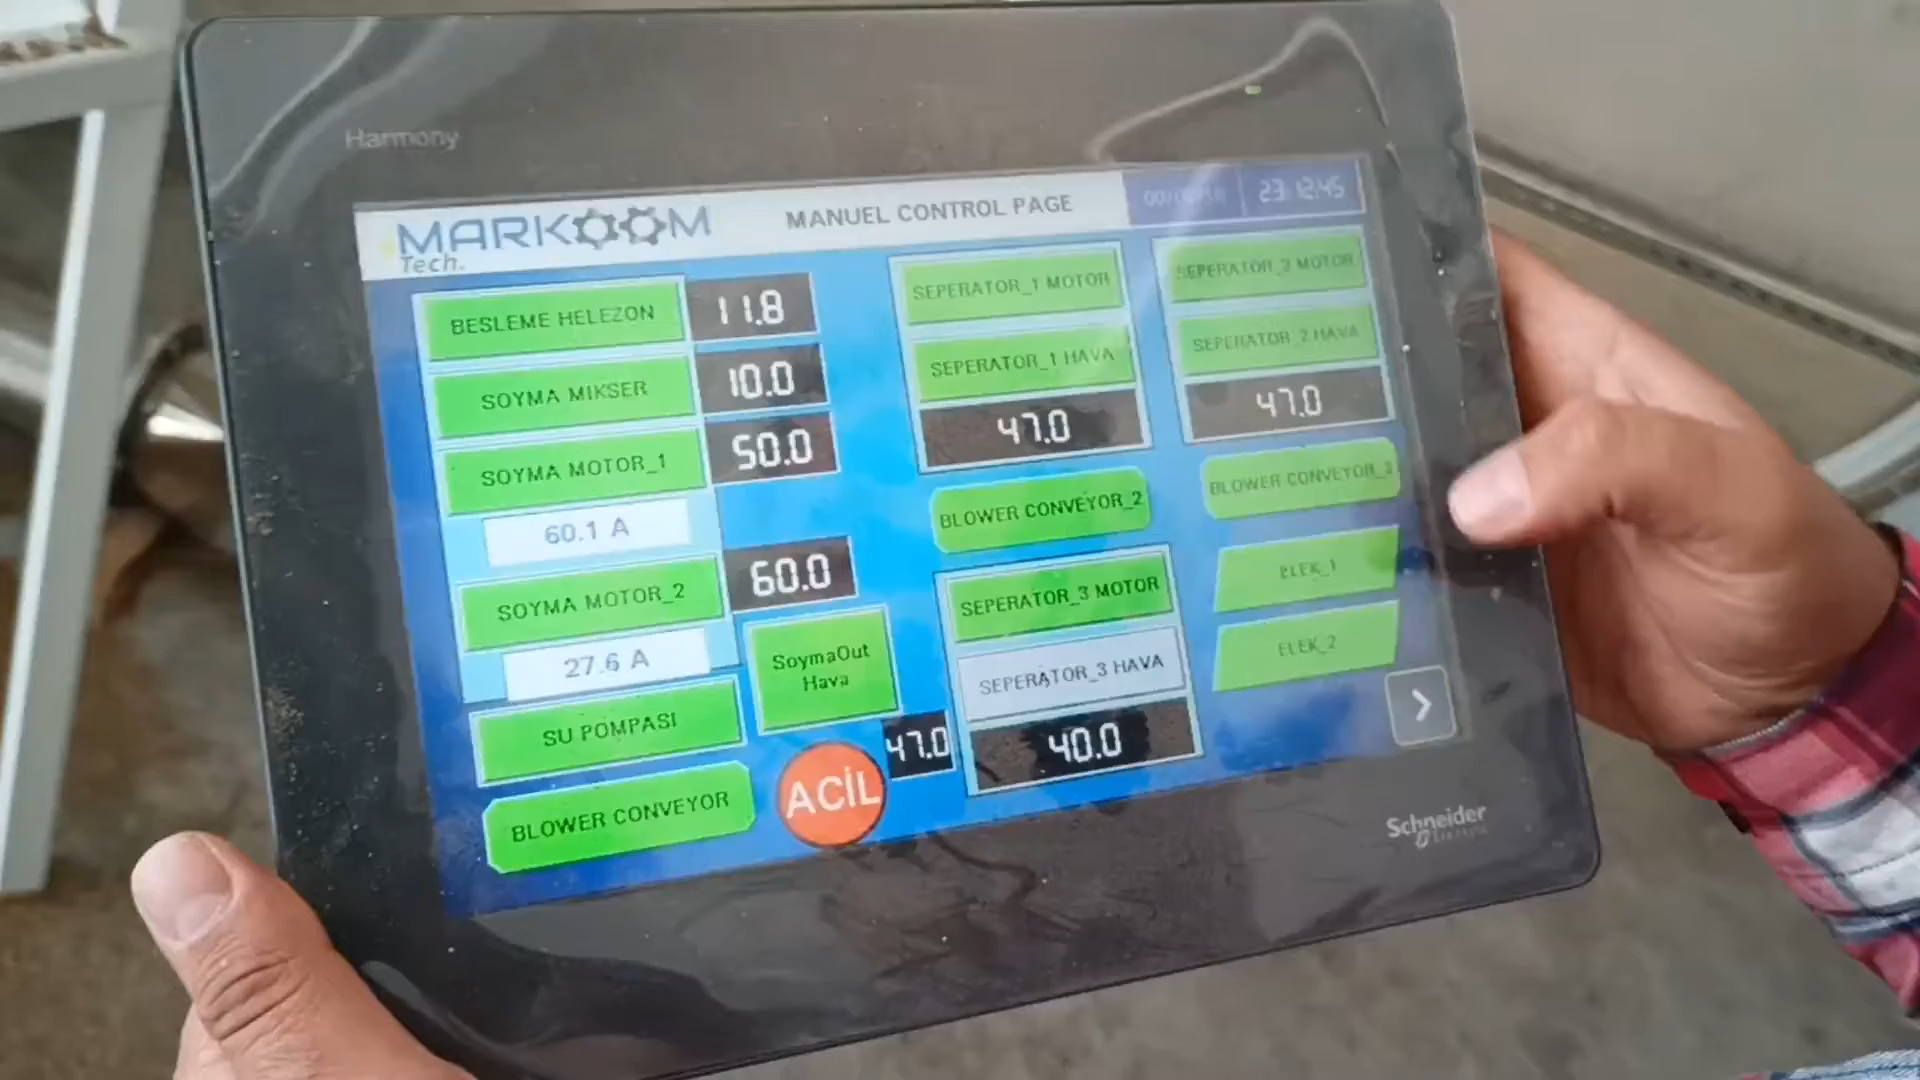 Harmony
MARKOOM
Tech.
MANUEL CONTROL PAGE
23:12:45
BESLEME HELEZON
11.8
SOYMA MIKSER
10.0
SOYMA MOTOR_1
50.0
60.1 A
SOYMA MOTOR_2
60.0
27.6 A
SU POMPASI
SoymaOut
Hava
47.0
BLOWER CONVEYOR
ACİL
SEPERATOR_1 MOTOR
SEPERATOR_1 HAVA
47.0
BLOWER CONVEYOR_2
SEPERATOR_3 MOTOR
SEPERATOR_3 HAVA
40.0
SEPERATOR_2 MOTOR
SEPERATOR_2 HAVA
47.0
BLOWER CONVEYOR_3
ELEK_1
ELEK_2
>
Schneider
Electric